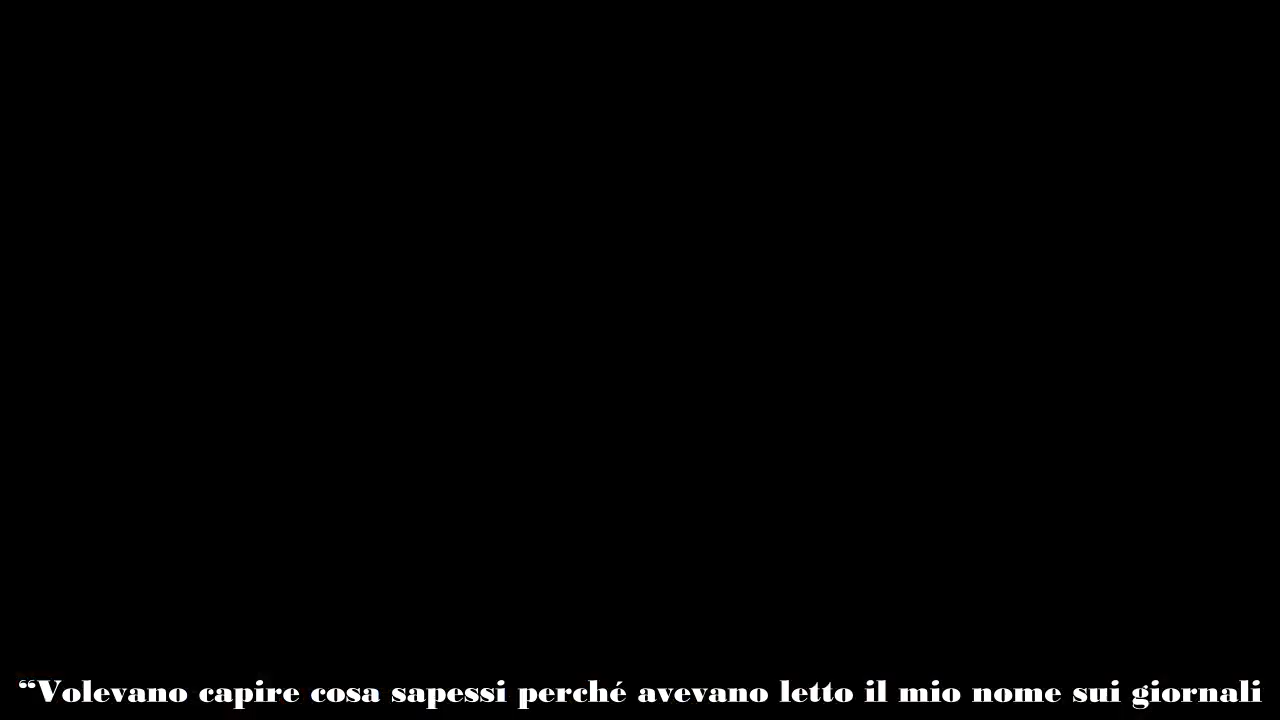 “Volevano capire cosa sapessi perché avevano letto il mio nome sui giornali